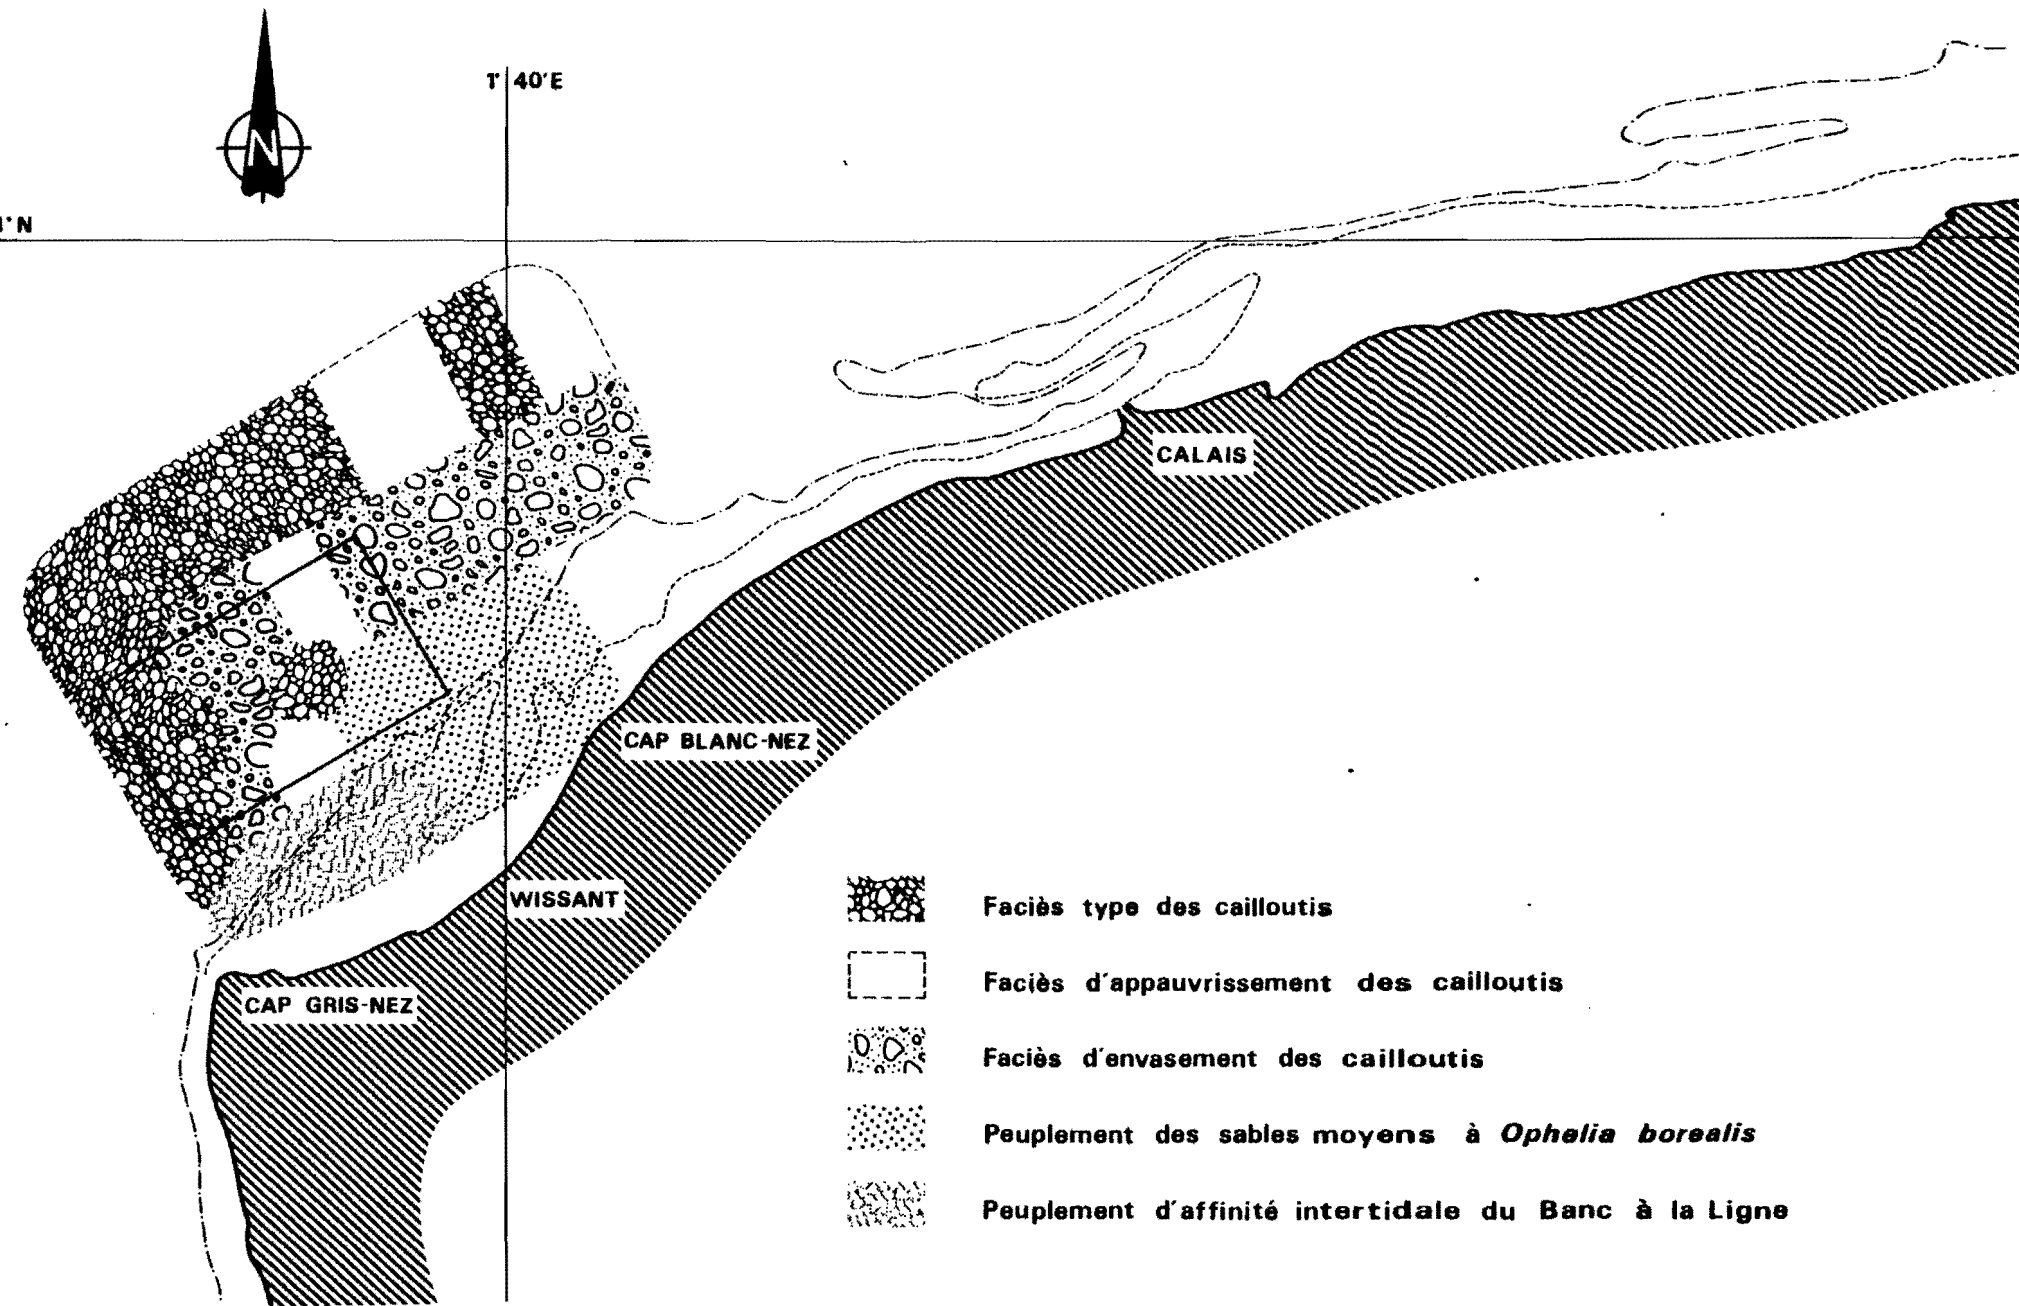 1° 40'E
N
1°N
CALAIS
CAP BLANC-NEZ
WISSANT
CAP GRIS-NEZ
Faciès type des cailloutis
Faciès d'appauvrissement des cailloutis
Faciès d'envasement des cailloutis
Peuplement des sables moyens à Ophelia borealis
Peuplement d'affinité intertidale du Banc à la Ligne